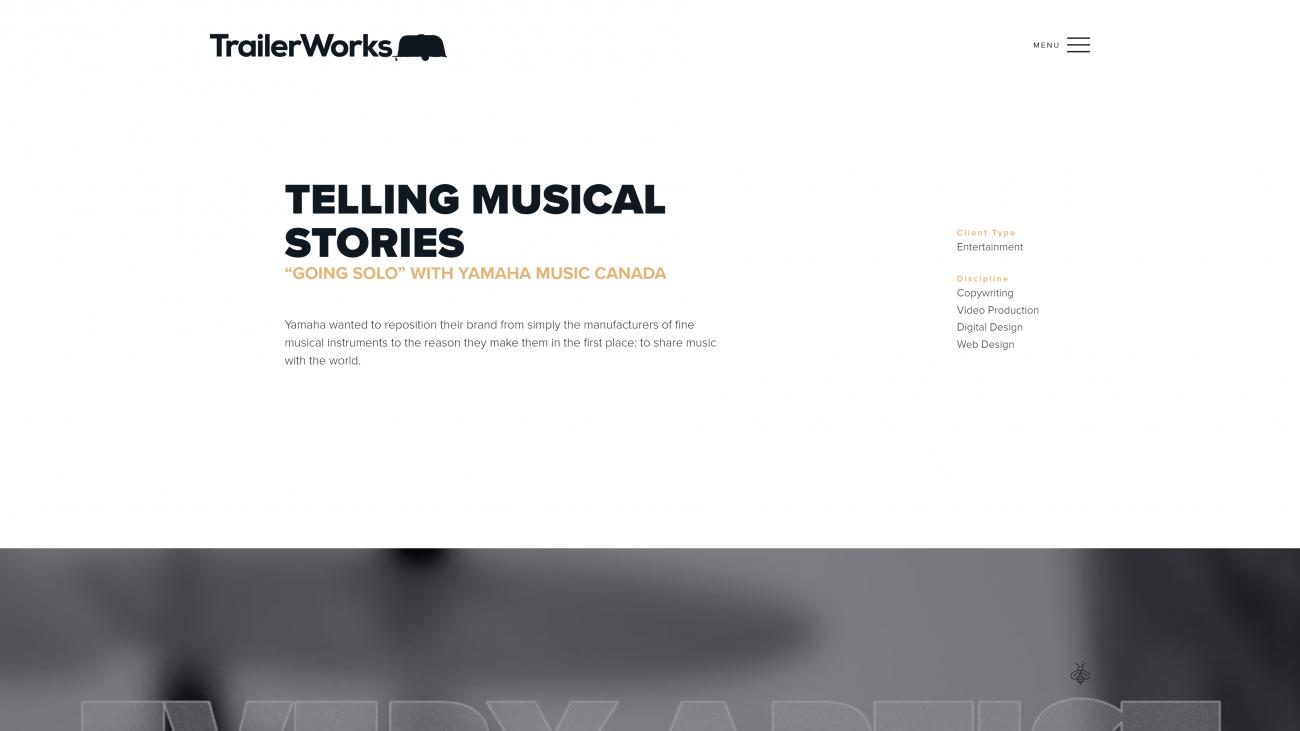 TrailerWorks
MENU
TELLING MUSICAL
STORIES
“GOING SOLO” WITH YAMAHA MUSIC CANADA
Yamaha wanted to reposition their brand from simply the manufacturers of fine
musical instruments to the reason they make them in the first place: to share music
with the world.
Client Type
Entertainment
Discipline
Copywriting
Video Production
Digital Design
Web Design
EVERY ARTIST